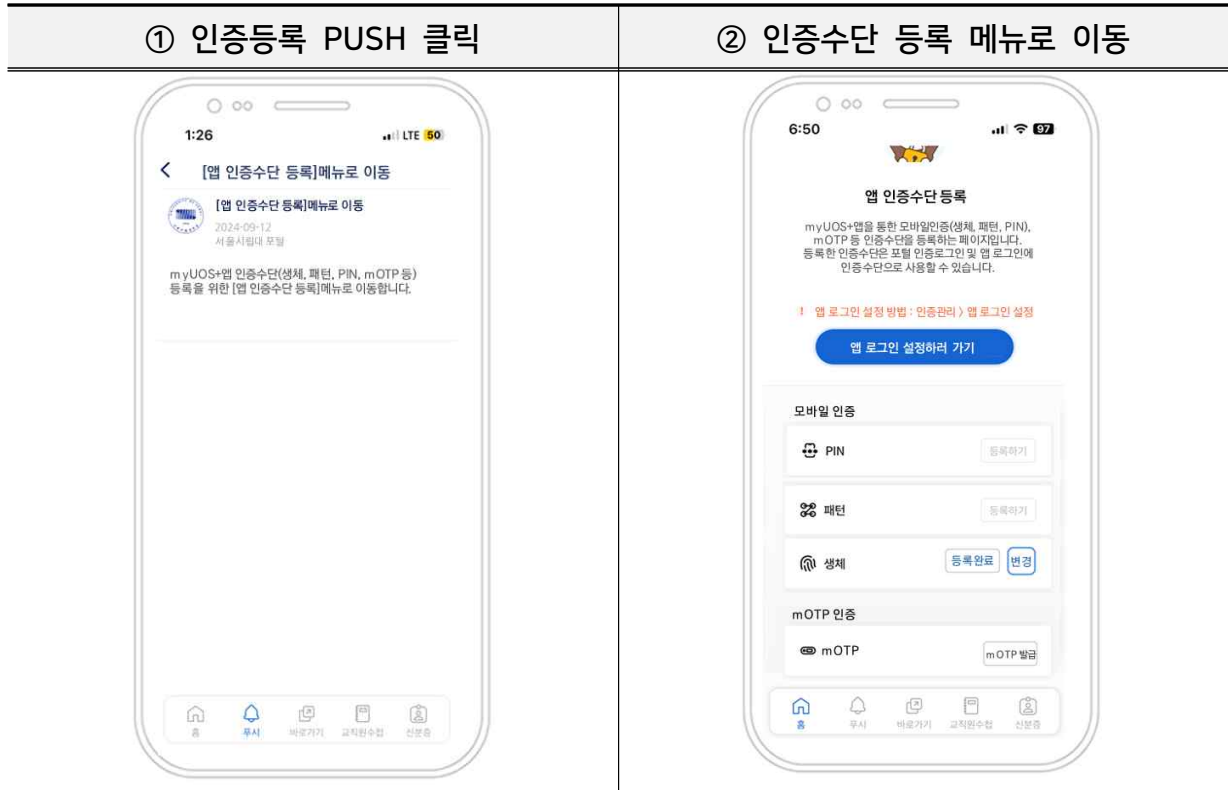 ① 인증등록 PUSH 클릭
② 인증수단 등록 메뉴로 이동
1:26
LTE 50
[앱 인증수단 등록]메뉴로 이동
[앱 인증수단 등록]메뉴로 이동
2024-09-12
서울시립대 포털
myUOS+앱 인증수단(생체, 패턴, PIN, mOTP 등)
등록을 위한 [앱 인증수단 등록]메뉴로 이동합니다.
홈
푸시
바로가기
교직원수첩
신분증
6:50
97
앱 인증수단 등록
myUOS+앱을 통한 모바일인증(생체, 패턴, PIN),
mOTP 등 인증수단을 등록하는 페이지입니다.
등록한 인증수단은 포털 인증로그인 및 앱 로그인에
인증수단으로 사용할 수 있습니다.
! 앱 로그인 설정 방법 : 인증관리 > 앱 로그인 설정
앱 로그인 설정하러 가기
모바일 인증
PIN
등록하기
패턴
등록하기
생체
등록완료
변경
mOTP 인증
mOTP
mOTP 발급
홈
푸시
바로가기
교직원수첩
신분증